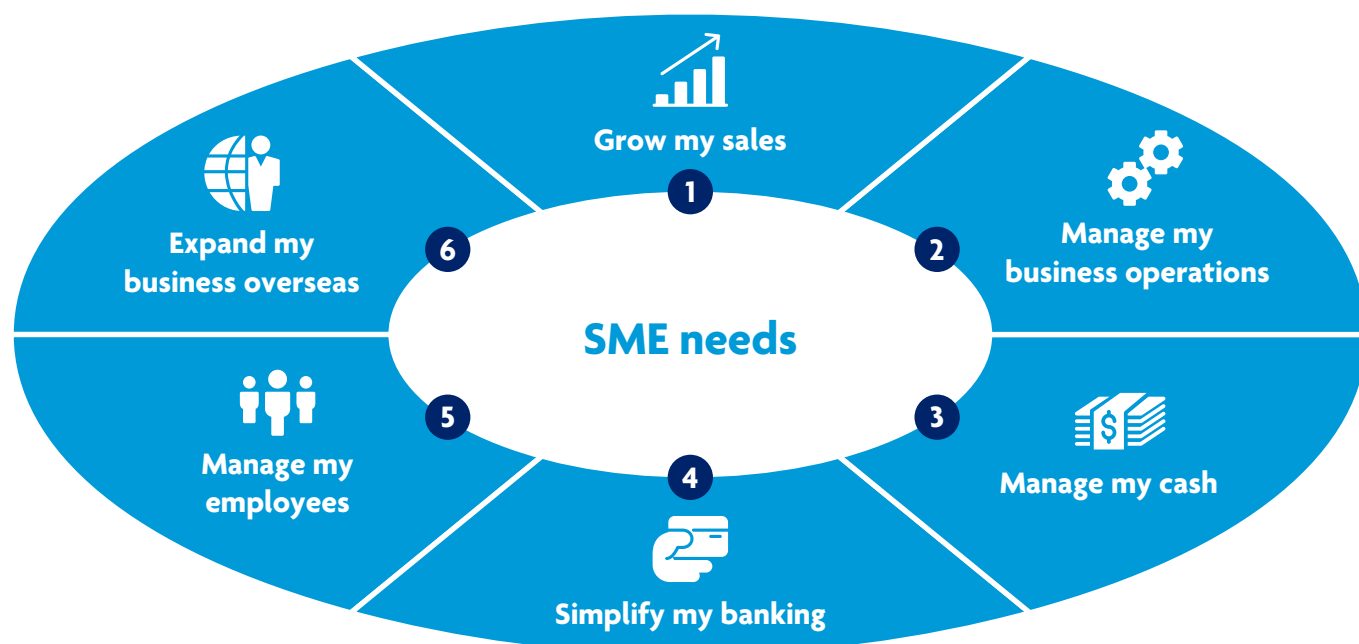 Grow my sales
1
2
Manage my
business operations
3
Manage my cash
4
Simplify my banking
5
Manage my
employees
6
Expand my
business overseas
SME needs
$